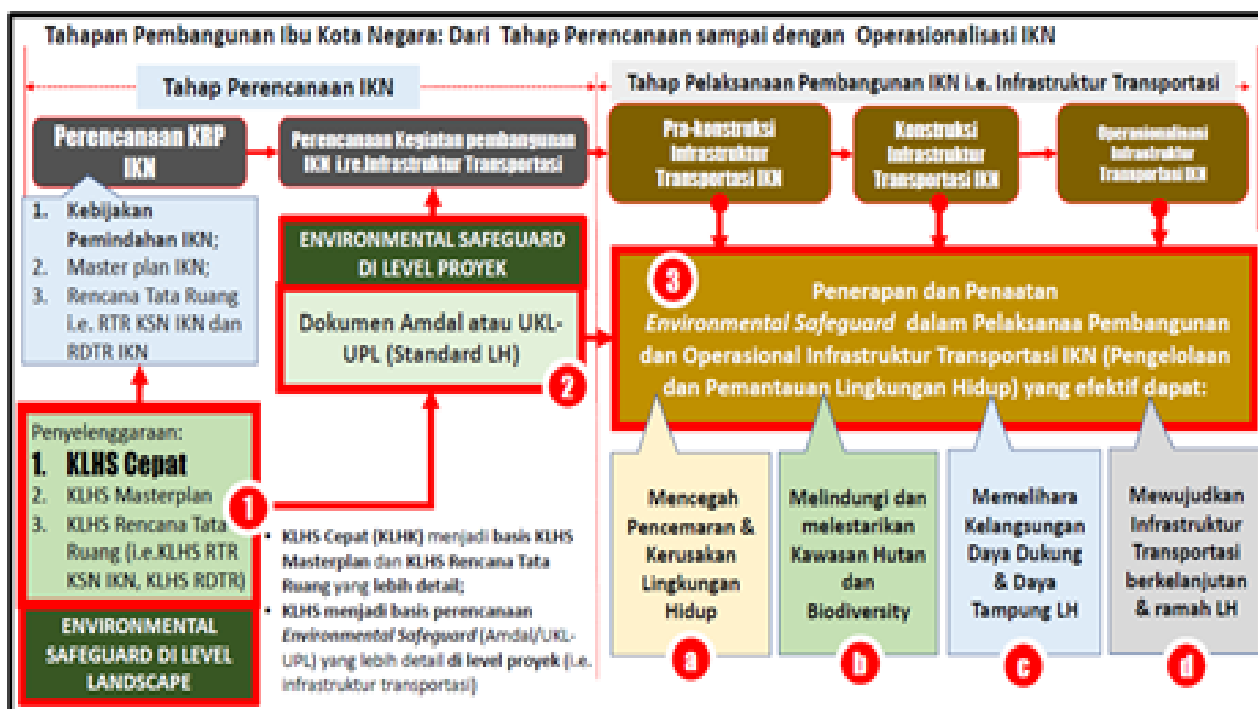 Tahapan Pembangunan Ibu Kota Negara: Dari Tahap Perencanaan sampai dengan Operasionalisasi IKN
Tahap Perencanaan IKN
Tahap Pelaksanaan Pembangunan IKN i.e. Infrastruktur Transportasi
Perencanaan KRP
IKN
Perencanaan Kegiatan pembangunan
IKN i.re.Infrastruktur Transportasi
Pra-konstruksi
Infrastruktur
Transportasi IKN
Konstruksi
Infrastruktur
Transportasi IKN
Operasionalisasi
Infrastruktur
Transportasi IKN
1. Kebijakan
Pemindahan IKN;
2. Master plan IKN;
3. Rencana Tata Ruang
i.e. RTR KSN IKN dan
RDTR IKN
ENVIRONMENTAL SAFEGUARD
DI LEVEL PROYEK
Dokumen Amdal atau UKL-
UPL (Standard LH)
2
3
Penerapan dan Penaatan
Environmental Safeguard dalam Pelaksanaa Pembangunan
dan Operasional Infrastruktur Transportasi IKN (Pengelolaan
dan Pemantauan Lingkungan Hidup) yang efektif dapat:
Penyelenggaraan:
1. KLHS Cepat
2. KLHS Masterplan
3. KLHS Rencana Tata
Ruang (i.e.KLHS RTR
KSN IKN, KLHS RDTR)
1
ENVIRONMENTAL
SAFEGUARD DI LEVEL
LANDSCAPE
• KLHS Cepat (KLHK) menjadi basis KLHS
Masterplan dan KLHS Rencana Tata
Ruang yang lebih detail;
• KLHS menjadi basis perencanaan
Environmental Safeguard (Amdal/UKL-
UPL) yang lebih detail di level proyek (i.e.
infrastruktur transportasi)
Mencegah
Pencemaran &
Kerusakan
Lingkungan
Hidup
a
Melindungi dan
melestarikan
Kawasan Hutan
dan
Biodiversity
b
Memelihara
Kelangsungan
Daya Dukung
& Daya
Tampung LH
c
Mewujudkan
Infrastruktur
Transportasi
berkelanjutan
& ramah LH
d